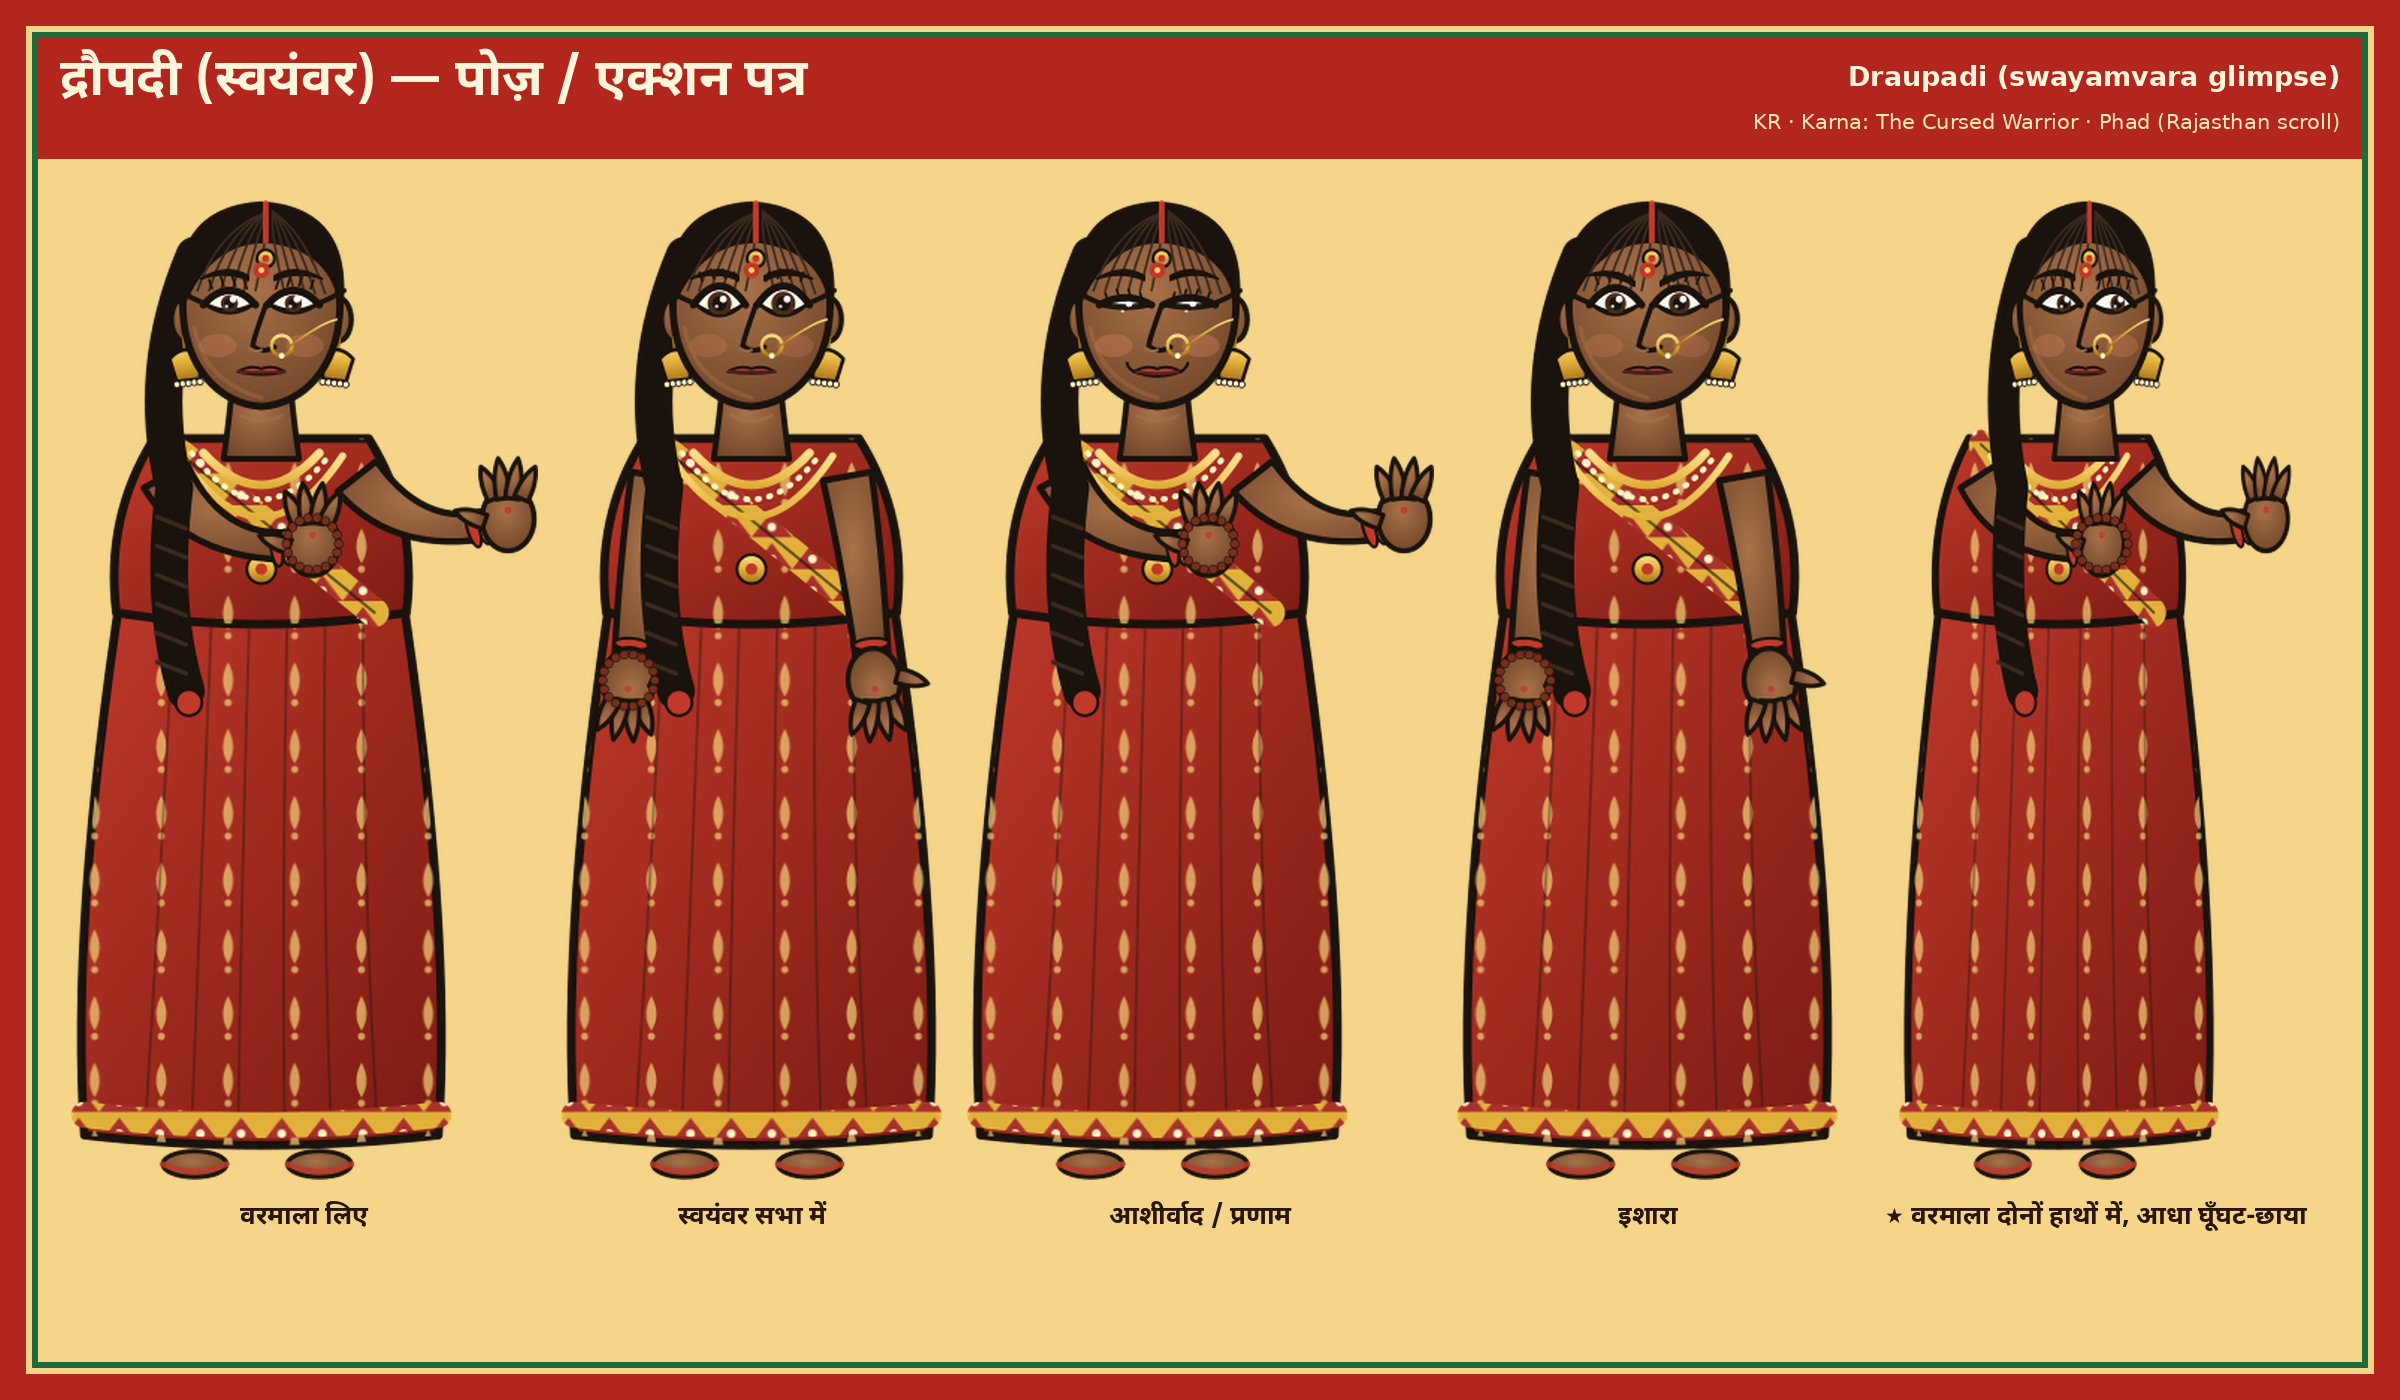 द्रौपदी (स्वयंवर) — पोज़ / एक्शन पत्र
Draupadi (swayamvara glimpse)
KR · Karna: The Cursed Warrior · Phad (Rajasthan scroll)
वरमाला लिए
स्वयंवर सभा में
आशीर्वाद / प्रणाम
इशारा
★ वरमाला दोनों हाथों में, आधा घूँघट-छाया